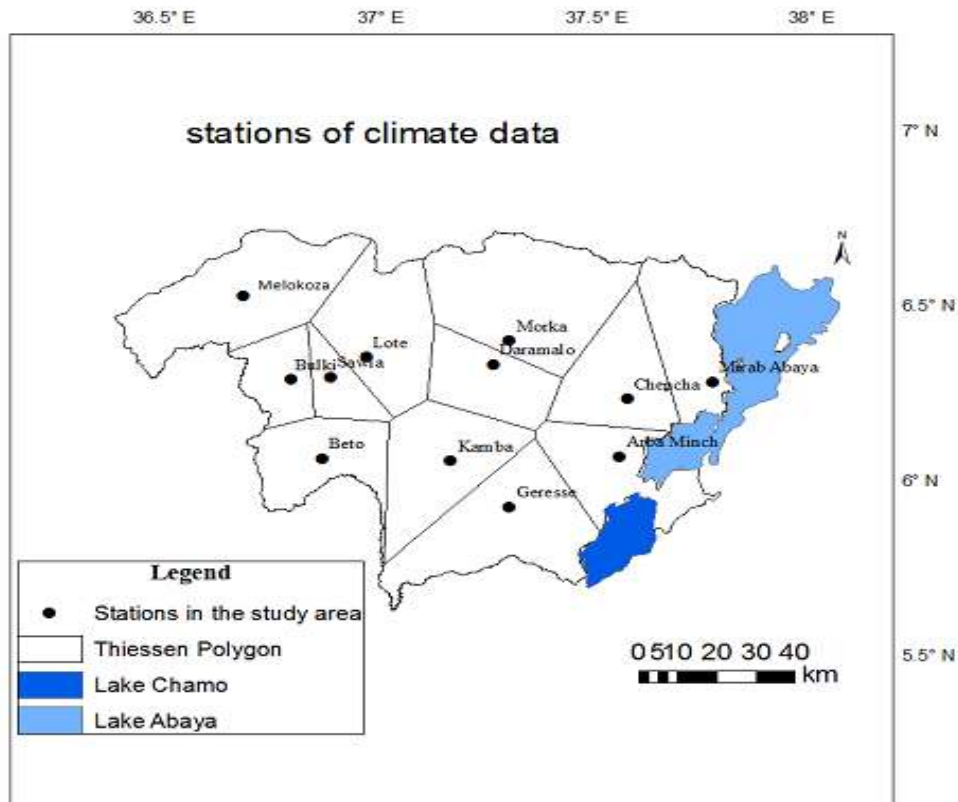 36.5° E 37° E 37.5° E 38° E
stations of climate data
7° N
N
Melokoza
6.5° N
Morka
Lote
Daramalo
Bulki Sawla
Mirab Abaya
Chencha
Beto
Kamba
Arba Minch
6° N
Geresse
Legend
Stations in the study area
Thiessen Polygon
Lake Chamo
Lake Abaya
0 5 10 20 30 40
km
5.5° N